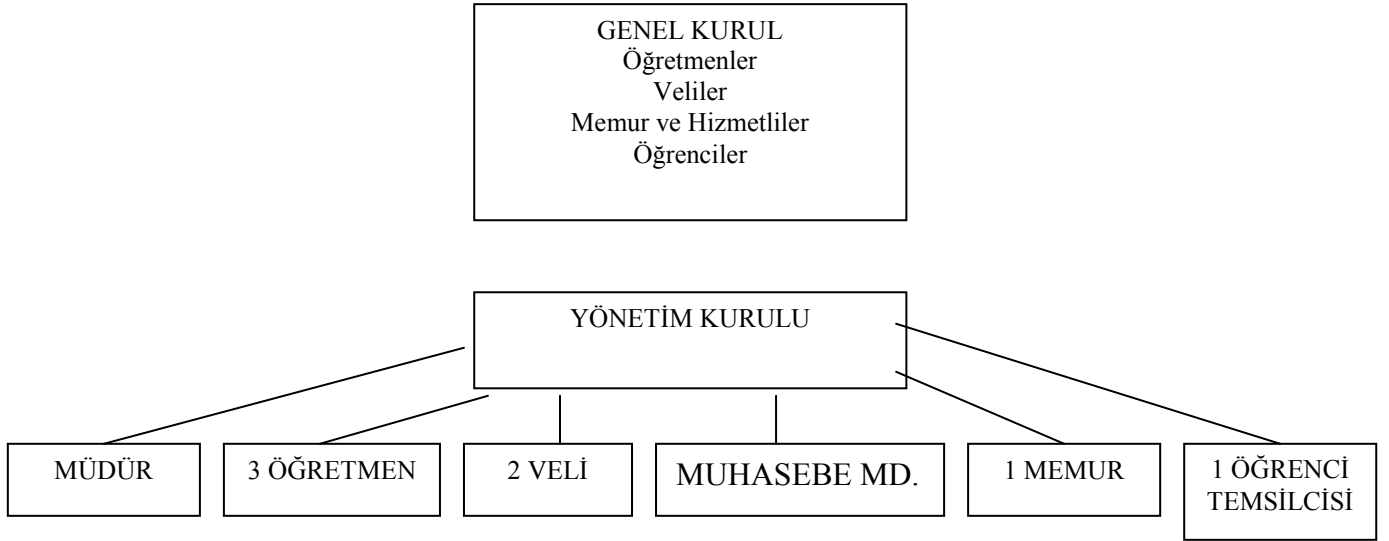 GENEL KURUL
Öğretmenler
Veliler
Memur ve Hizmetliler
Öğrenciler
YÖNETİM KURULU
MÜDÜR
3 ÖĞRETMEN
2 VELİ
MUHASEBE MD.
1 MEMUR
1 ÖĞRENCİ
TEMSİLCİSİ